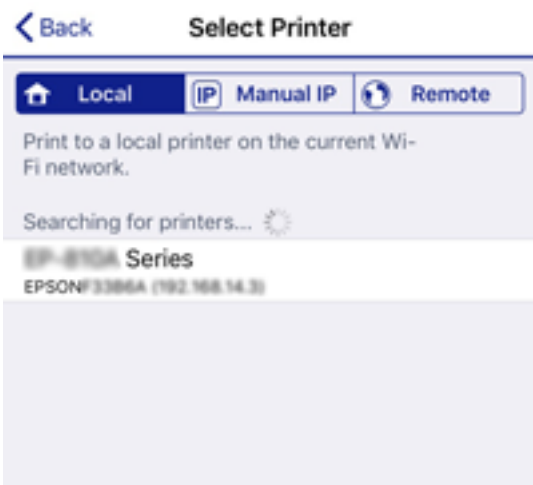 Back
Select Printer
Local
IP Manual IP
Remote
Print to a local printer on the current Wi-
Fi network.
Searching for printers...
Series
EPSON